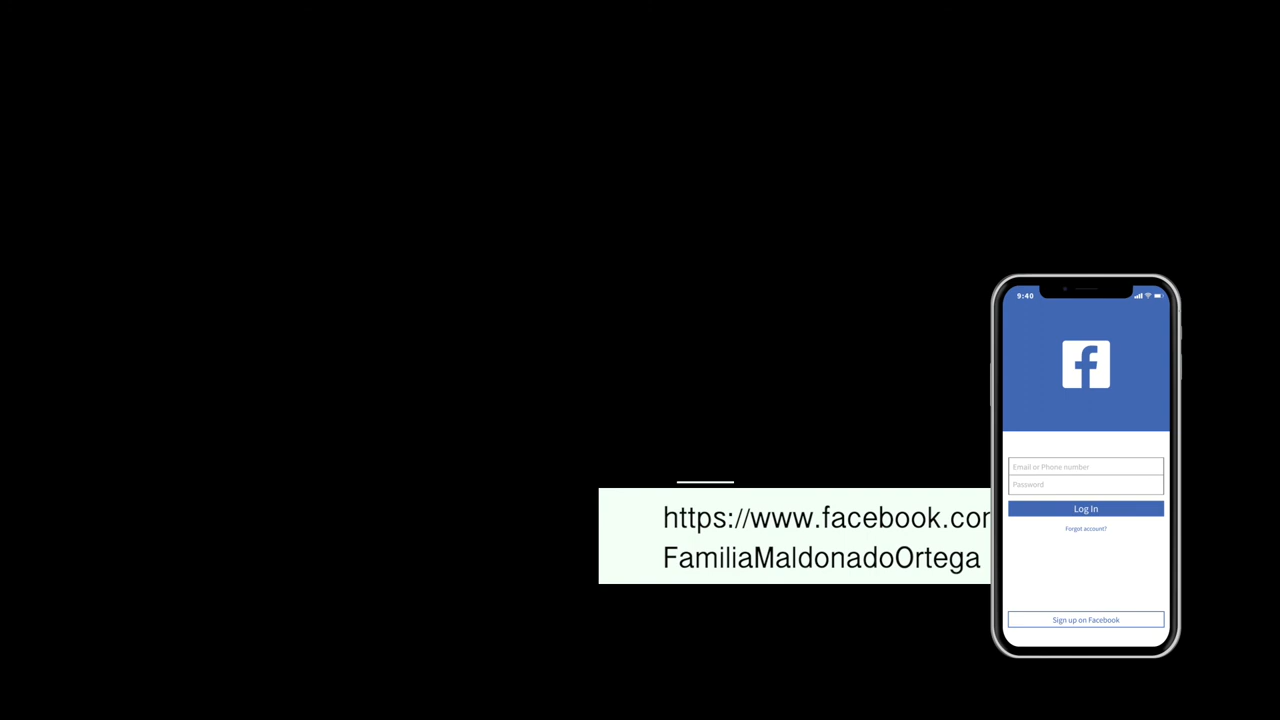 9:40
Email or Phone number
Password
Log In
Forgot account?
https://www.facebook.com
FamiliaMaldonadoOrtega
Sign up on Facebook